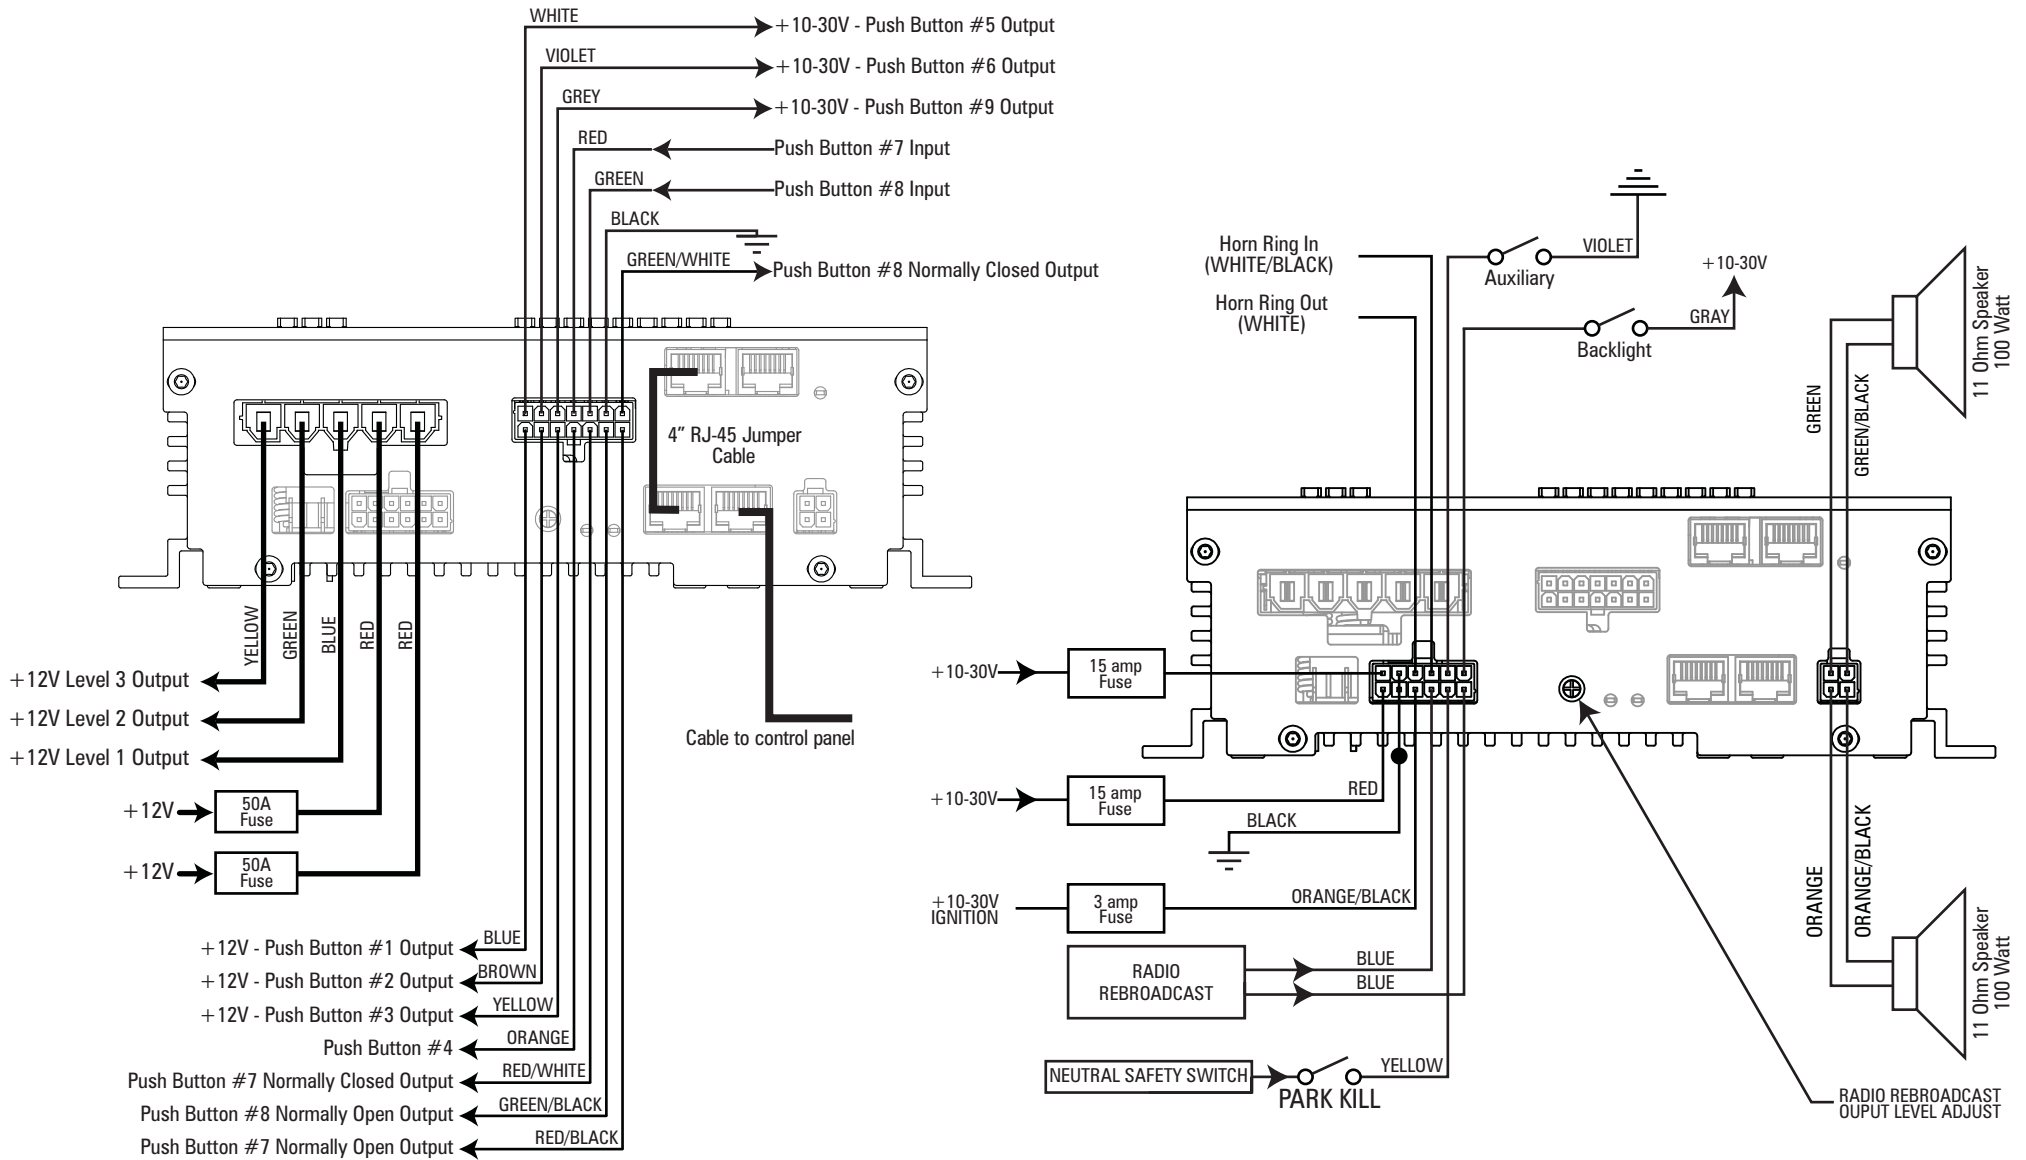 WHITE
+10-30V - Push Button #5 Output
VIOLET
+10-30V - Push Button #6 Output
GREY
+10-30V - Push Button #9 Output
RED
Push Button #7 Input
GREEN
Push Button #8 Input
BLACK
GREEN/WHITE
Push Button #8 Normally Closed Output
4” RJ-45 Jumper
Cable
YELLOW
GREEN
BLUE
RED
RED
+12V Level 3 Output
+12V Level 2 Output
+12V Level 1 Output
+12V
50A
Fuse
+12V
50A
Fuse
Cable to control panel
+12V - Push Button #1 Output
BLUE
+12V - Push Button #2 Output
BROWN
+12V - Push Button #3 Output
YELLOW
Push Button #4
ORANGE
Push Button #7 Normally Closed Output
RED/WHITE
Push Button #8 Normally Open Output
GREEN/BLACK
Push Button #7 Normally Open Output
RED/BLACK
Horn Ring In
(WHITE/BLACK)
Horn Ring Out
(WHITE)
Auxiliary
VIOLET
+10-30V
Backlight
GRAY
GREEN
GREEN/BLACK
11 Ohm Speaker
100 Watt
+10-30V
15 amp
Fuse
+10-30V
15 amp
Fuse
RED
BLACK
+10-30V
IGNITION
3 amp
Fuse
ORANGE/BLACK
RADIO
REBROADCAST
BLUE
BLUE
NEUTRAL SAFETY SWITCH
PARK KILL
YELLOW
ORANGE
ORANGE/BLACK
11 Ohm Speaker
100 Watt
RADIO REBROADCAST
OUPUT LEVEL ADJUST